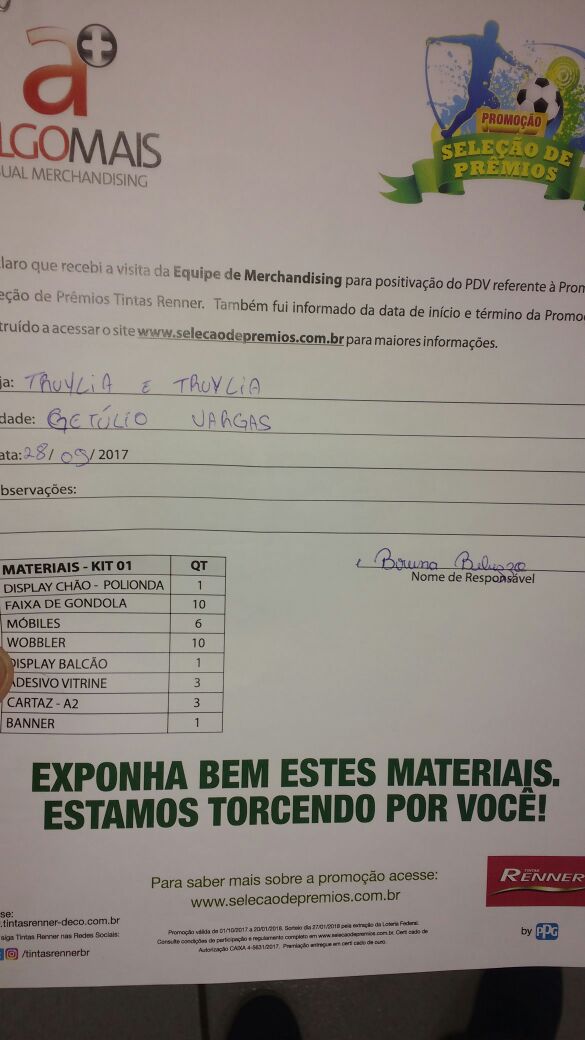 a+
LGOMAIS
UAL MERCHANDISING
PROMOÇÃO
SELEÇÃO DE
PRÊMIOS
laro que recebi a visita da Equipe de Merchandising para positivação do PDV referente à Prom
eção de Prêmios Tintas Renner. Também fui informado da data de início e término da Promoç
truído a acessar o site www.selecaodepremios.com.br para maiores informações.
ja: TRUYLIA E TRUYLIA
dade: GETÚLIO VARGAS
ata: 28/ 09/ 2017
bservações:
Bruna Beluzzo
Nome de Responsável
MATERIAIS - KIT 01 QT
DISPLAY CHÃO - POLIONDA 1
FAIXA DE GONDOLA 10
MÓBILES 6
WOBBLER 10
DISPLAY BALCÃO 1
ADESIVO VITRINE 3
CARTAZ - A2 3
BANNER 1
EXPONHA BEM ESTES MATERIAIS.
ESTAMOS TORCENDO POR VOCÊ!
Para saber mais sobre a promoção acesse:
www.selecaodepremios.com.br
TINTAS
RENNER
by PPG
se:
.tintasrenner-deco.com.br
siga Tintas Renner nas Redes Sociais:
/tintasrennerbr
Promoção válida de 01/10/2017 a 20/01/2018. Sorteio dia 27/01/2018 pela extração da Loteria Federal.
Consulte condições de participação e regulamento completo em www.selecaodepremios.com.br. Certi cado de
Autorização CAIXA 4-5631/2017. Premiação entregue em certi cado de ouro.